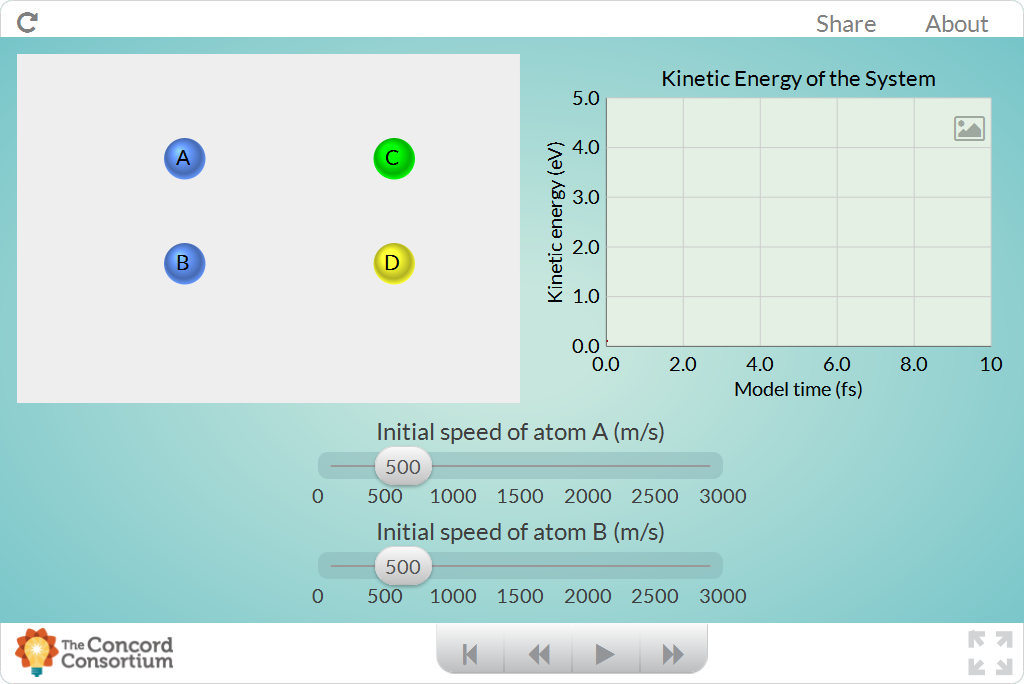 Share About
Kinetic Energy of the System
A C
B D
Kinetic energy (eV)
5.0
4.0
3.0
2.0
1.0
0.0
0.0 2.0 4.0 6.0 8.0 10
Model time (fs)
Initial speed of atom A (m/s)
500
0 500 1000 1500 2000 2500 3000
Initial speed of atom B (m/s)
500
0 500 1000 1500 2000 2500 3000
The Concord
Consortium